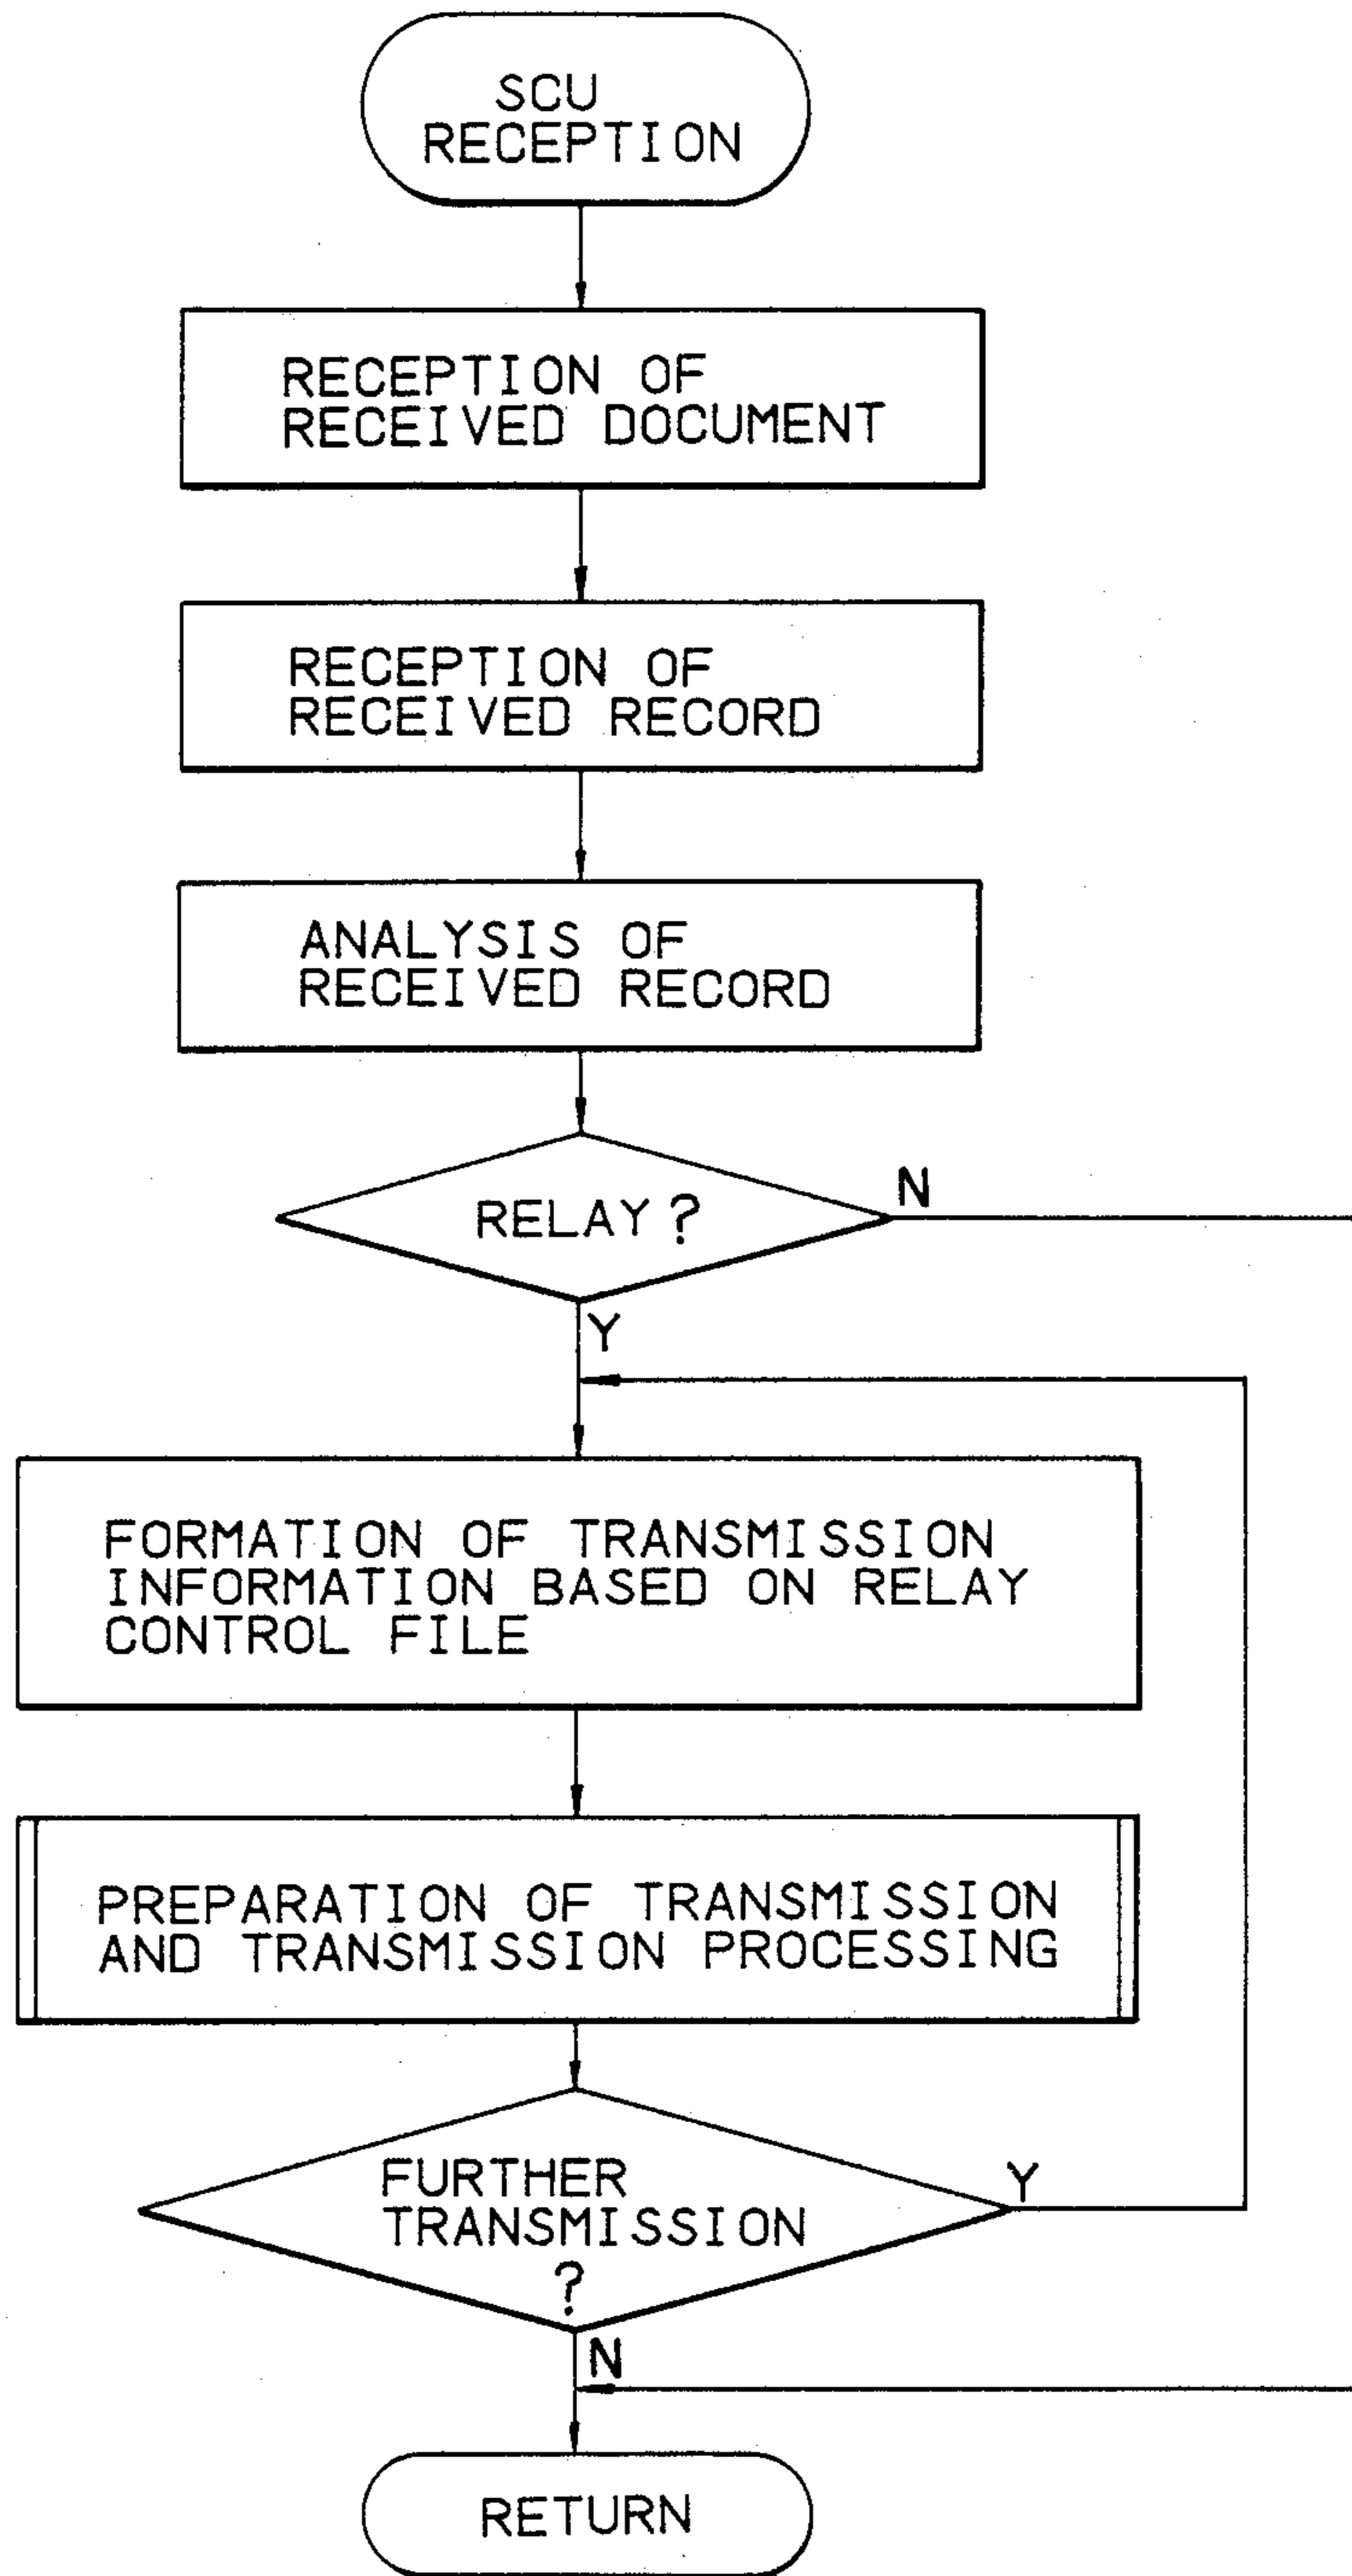 SCU
RECEPTION
RECEPTION OF
RECEIVED DOCUMENT
RECEPTION OF
RECEIVED RECORD
ANALYSIS OF
RECEIVED RECORD
RELAY?
N
Y
FORMATION OF TRANSMISSION
INFORMATION BASED ON RELAY
CONTROL FILE
PREPARATION OF TRANSMISSION
AND TRANSMISSION PROCESSING
FURTHER
TRANSMISSION
?
Y
N
RETURN